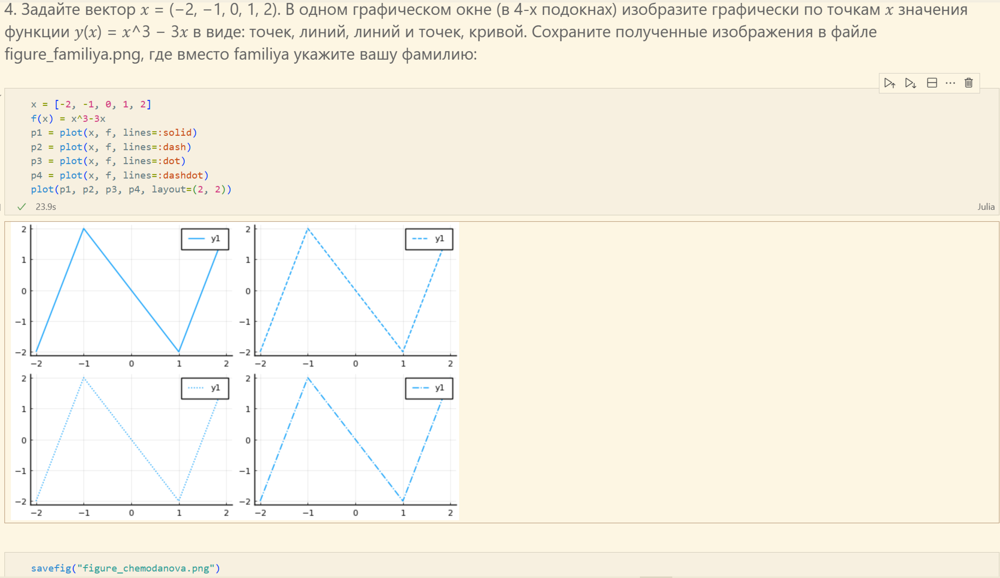 4. Задайте вектор x = (−2, −1, 0, 1, 2). В одном графическом окне (в 4-х подокнах) изобразите графически по точкам x значения
функции y(x) = x^3 − 3x в виде: точек, линий, линий и точек, кривой. Сохраните полученные изображения в файле
figure_familiya.png, где вместо familiya укажите вашу фамилию:
x = [-2, -1, 0, 1, 2]
f(x) = x^3-3x
p1 = plot(x, f, lines=:solid)
p2 = plot(x, f, lines=:dash)
p3 = plot(x, f, lines=:dot)
p4 = plot(x, f, lines=:dashdot)
plot(p1, p2, p3, p4, layout=(2, 2))
23.9s
Julia
2
1
0
−1
−2
−2 −1 0 1 2
y1
2
1
0
−1
−2
−2 −1 0 1 2
y1
2
1
0
−1
−2
−2 −1 0 1 2
y1
2
1
0
−1
−2
−2 −1 0 1 2
y1
savefig("figure_chemodanova.png")